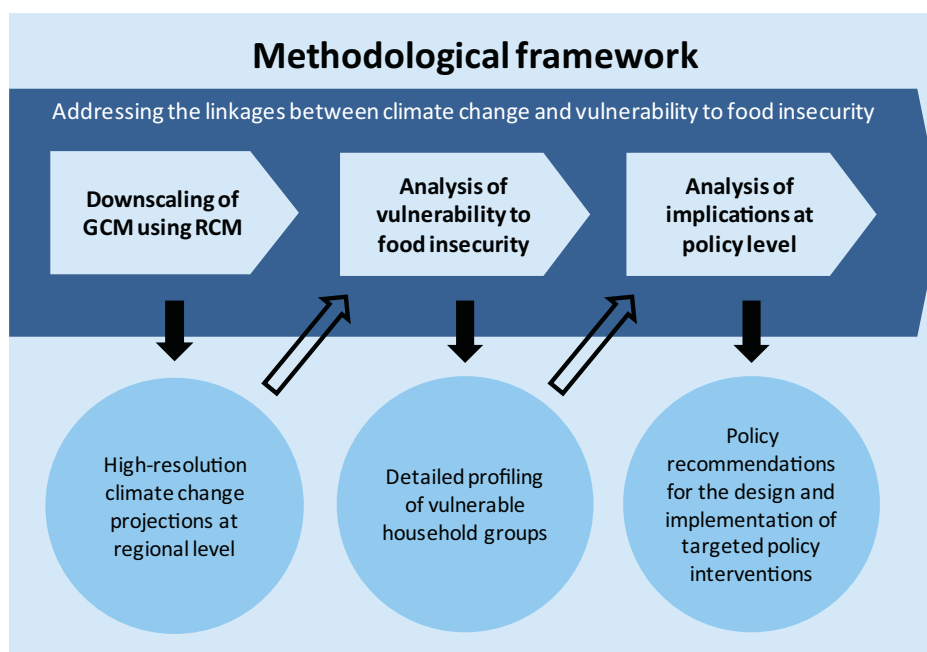 Methodological framework
Addressing the linkages between climate change and vulnerability to food insecurity
Downscaling of
GCM using RCM
Analysis of
vulnerability to
food insecurity
Analysis of
implications at
policy level
High-resolution
climate change
projections at
regional level
Detailed profiling
of vulnerable
household groups
Policy
recommendations
for the design and
implementation of
targeted policy
interventions